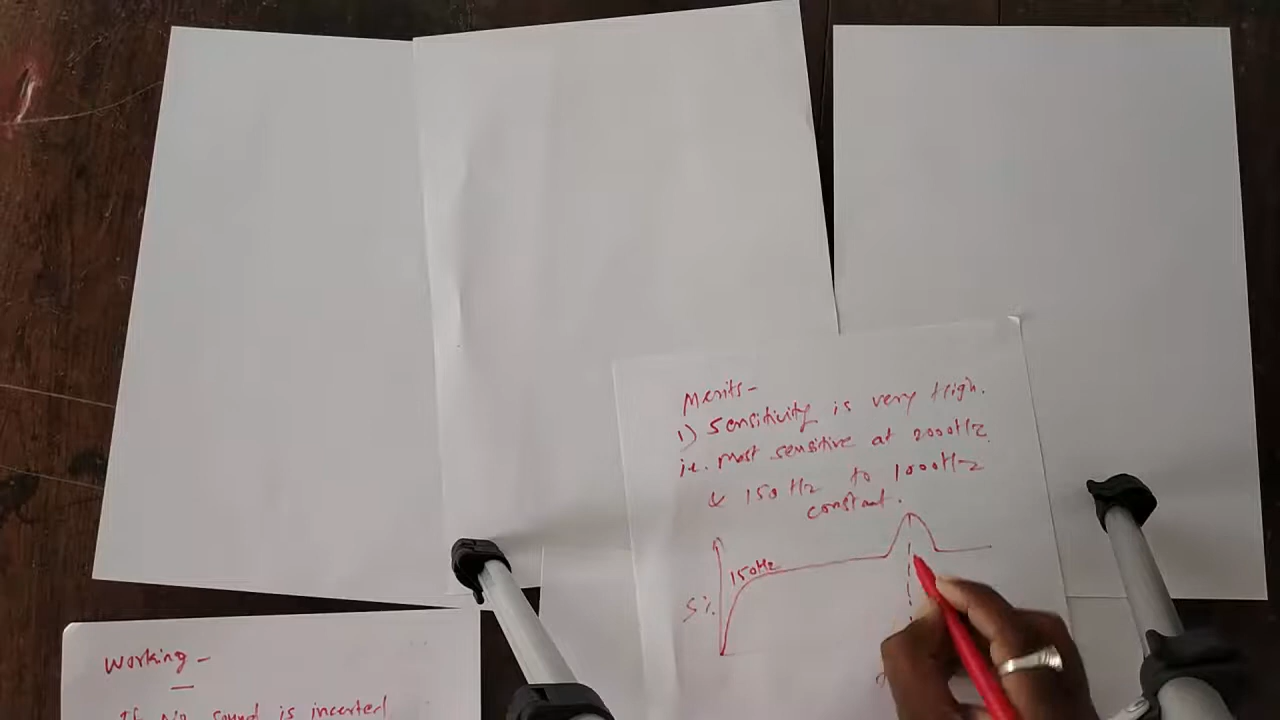 Merits-
1) Sensitivity is very High.
i.e. most sensitive at 2000Hz
& 150 Hz to 1000Hz
constant.
150Hz
S%
Working -
If No sound is incerted